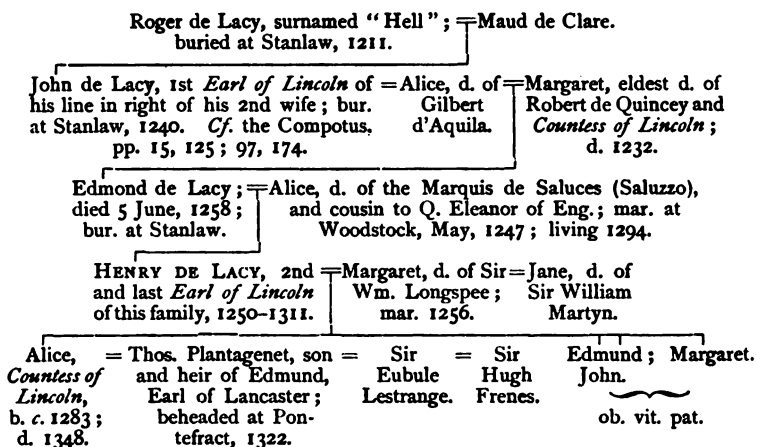 Roger de Lacy, surnamed “Hell”; = Maud de Clare.
buried at Stanlaw, 1211.
John de Lacy, 1st Earl of Lincoln of = Alice, d. of = Margaret, eldest d. of
his line in right of his 2nd wife; bur. Gilbert Robert de Quincey and
at Stanlaw, 1240. Cf. the Compotus, d'Aquila. Countess of Lincoln;
pp. 15, 125; 97, 174. d. 1232.
Edmond de Lacy; = Alice, d. of the Marquis de Saluces (Saluzzo),
died 5 June, 1258; and cousin to Q. Eleanor of Eng.; mar. at
bur. at Stanlaw. Woodstock, May, 1247; living 1294.
HENRY DE LACY, 2nd = Margaret, d. of Sir = Jane, d. of
and last Earl of Lincoln Wm. Longspee; Sir William
of this family, 1250–1311. mar. 1256. Martyn.
Alice, = Thos. Plantagenet, son = Sir = Sir Edmund; Margaret.
Countess of and heir of Edmund, Eubule Hugh John.
Lincoln, Earl of Lancaster; Lestrange. Frenes.
b. c. 1283; beheaded at Pon- ob. vit. pat.
d. 1348. tefract, 1322.